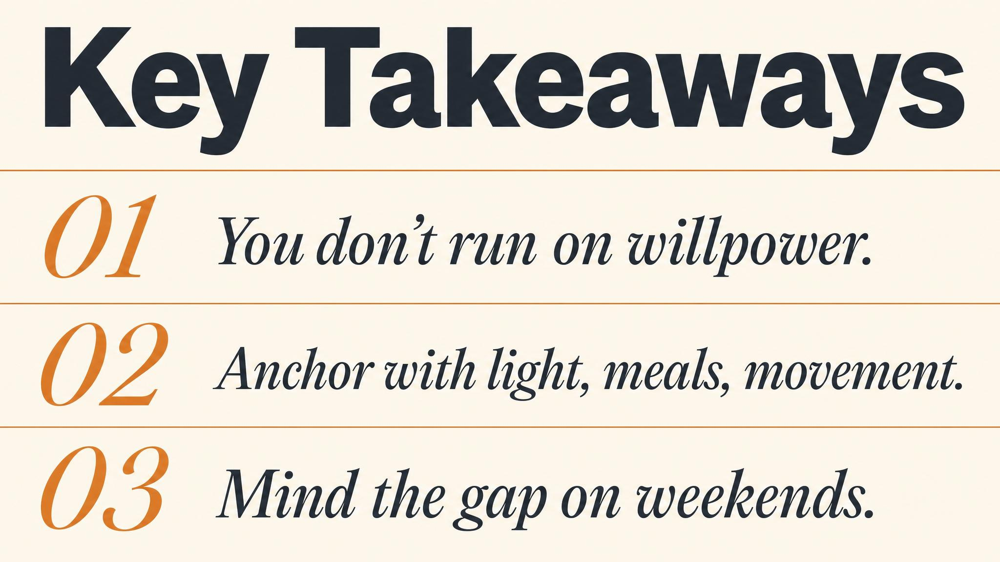 Key Takeaways
01 You don’t run on willpower.
02 Anchor with light, meals, movement.
03 Mind the gap on weekends.